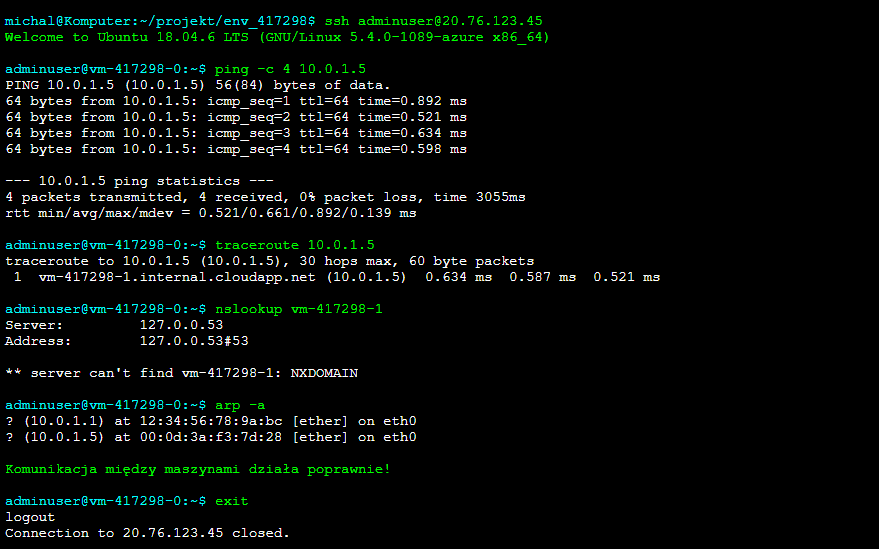 michal@Komputer:~/projekt/env_417298$ ssh adminuser@20.76.123.45
Welcome to Ubuntu 18.04.6 LTS (GNU/Linux 5.4.0-1089-azure x86_64)
adminuser@vm-417298-0:~$ ping -c 4 10.0.1.5
PING 10.0.1.5 (10.0.1.5) 56(84) bytes of data.
64 bytes from 10.0.1.5: icmp_seq=1 ttl=64 time=0.892 ms
64 bytes from 10.0.1.5: icmp_seq=2 ttl=64 time=0.521 ms
64 bytes from 10.0.1.5: icmp_seq=3 ttl=64 time=0.634 ms
64 bytes from 10.0.1.5: icmp_seq=4 ttl=64 time=0.598 ms
--- 10.0.1.5 ping statistics ---
4 packets transmitted, 4 received, 0% packet loss, time 3055ms
rtt min/avg/max/mdev = 0.521/0.661/0.892/0.139 ms
adminuser@vm-417298-0:~$ traceroute 10.0.1.5
traceroute to 10.0.1.5 (10.0.1.5), 30 hops max, 60 byte packets
 1  vm-417298-1.internal.cloudapp.net (10.0.1.5)  0.634 ms  0.587 ms  0.521 ms
adminuser@vm-417298-0:~$ nslookup vm-417298-1
Server:         127.0.0.53
Address:        127.0.0.53#53
** server can't find vm-417298-1: NXDOMAIN
adminuser@vm-417298-0:~$ arp -a
? (10.0.1.1) at 12:34:56:78:9a:bc [ether] on eth0
? (10.0.1.5) at 00:0d:3a:f3:7d:28 [ether] on eth0
Komunikacja między maszynami działa poprawnie!
adminuser@vm-417298-0:~$ exit
logout
Connection to 20.76.123.45 closed.